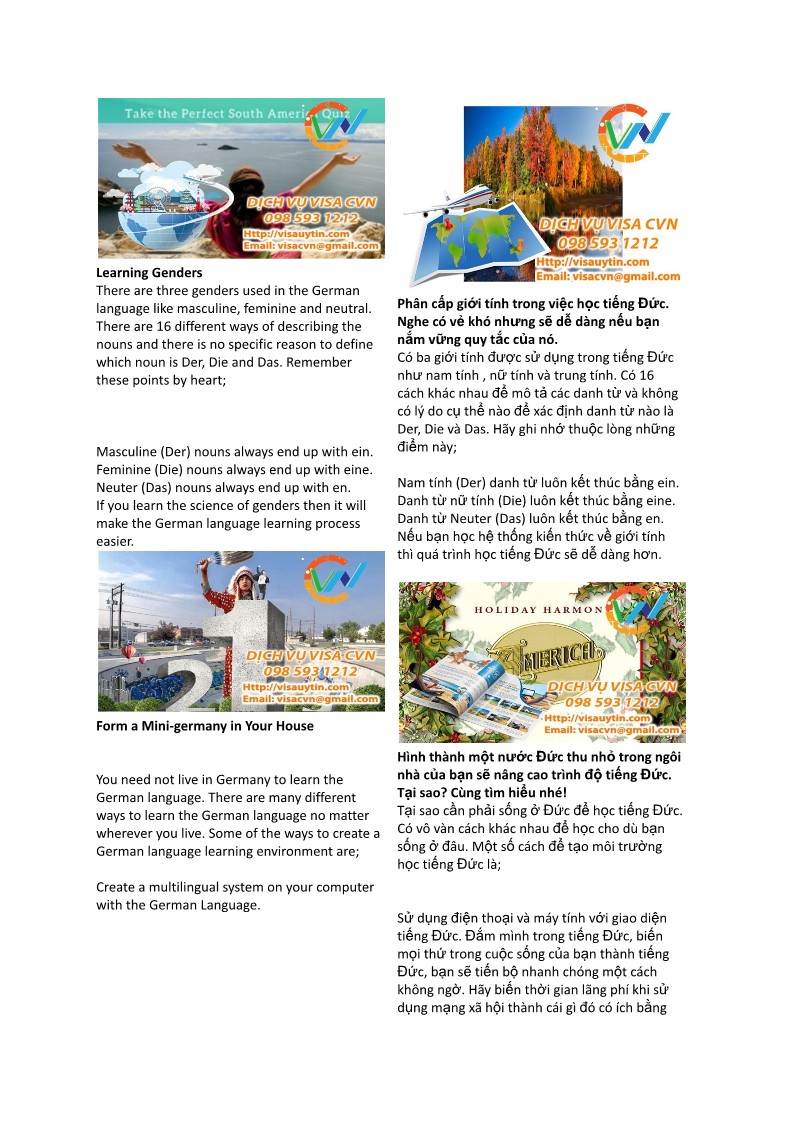 Take the Perfect South America Quiz
CVN
DỊCH VỤ VISA CVN
098 593 1212
Http://visauytin.com
Email: visacvn@gmail.com
Learning Genders
There are three genders used in the German
language like masculine, feminine and neutral.
There are 16 different ways of describing the
nouns and there is no specific reason to define
which noun is Der, Die and Das. Remember
these points by heart;
Masculine (Der) nouns always end up with ein.
Feminine (Die) nouns always end up with eine.
Neuter (Das) nouns always end up with en.
If you learn the science of genders then it will
make the German language learning process
easier.
CVN
21
DỊCH VỤ VISA CVN
098 593 1212
Http://visauytin.com
Email: visacvn@gmail.com
Form a Mini-germany in Your House
You need not live in Germany to learn the
German language. There are many different
ways to learn the German language no matter
wherever you live. Some of the ways to create a
German language learning environment are;
Create a multilingual system on your computer
with the German Language.
CVN
DỊCH VỤ VISA CVN
098 593 1212
Http://visauytin.com
Email: visacvn@gmail.com
Phân cấp giới tính trong việc học tiếng Đức.
Nghe có vẻ khó nhưng sẽ dễ dàng nếu bạn
nắm vững quy tắc của nó.
Có ba giới tính được sử dụng trong tiếng Đức
như nam tính , nữ tính và trung tính. Có 16
cách khác nhau để mô tả các danh từ và không
có lý do cụ thể nào để xác định danh từ nào là
Der, Die và Das. Hãy ghi nhớ thuộc lòng những
điểm này;
Nam tính (Der) danh từ luôn kết thúc bằng ein.
Danh từ nữ tính (Die) luôn kết thúc bằng eine.
Danh từ Neuter (Das) luôn kết thúc bằng en.
Nếu bạn học hệ thống kiến thức về giới tính
thì quá trình học tiếng Đức sẽ dễ dàng hơn.
HOLIDAY HARMON
CVN
AMERICA
DỊCH VỤ VISA CVN
098 593 1212
Http://visauytin.com
Email: visacvn@gmail.com
Hình thành một nước Đức thu nhỏ trong ngôi
nhà của bạn sẽ nâng cao trình độ tiếng Đức.
Tại sao? Cùng tìm hiểu nhé!
Tại sao cần phải sống ở Đức để học tiếng Đức.
Có vô vàn cách khác nhau để học cho dù bạn
sống ở đâu. Một số cách để tạo môi trường
học tiếng Đức là;
Sử dụng điện thoại và máy tính với giao diện
tiếng Đức. Đắm mình trong tiếng Đức, biến
mọi thứ trong cuộc sống của bạn thành tiếng
Đức, bạn sẽ tiến bộ nhanh chóng một cách
không ngờ. Hãy biến thời gian lãng phí khi sử
dụng mạng xã hội thành cái gì đó có ích bằng